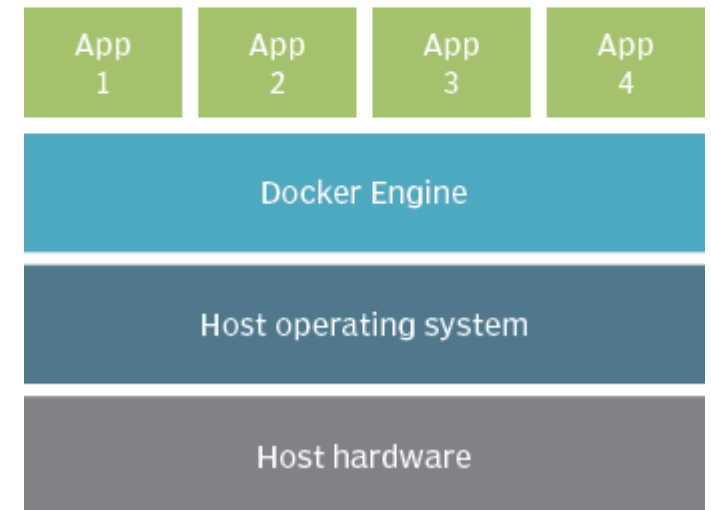 App App App App
1 2 3 4
Docker Engine
Host operating system
Host hardware